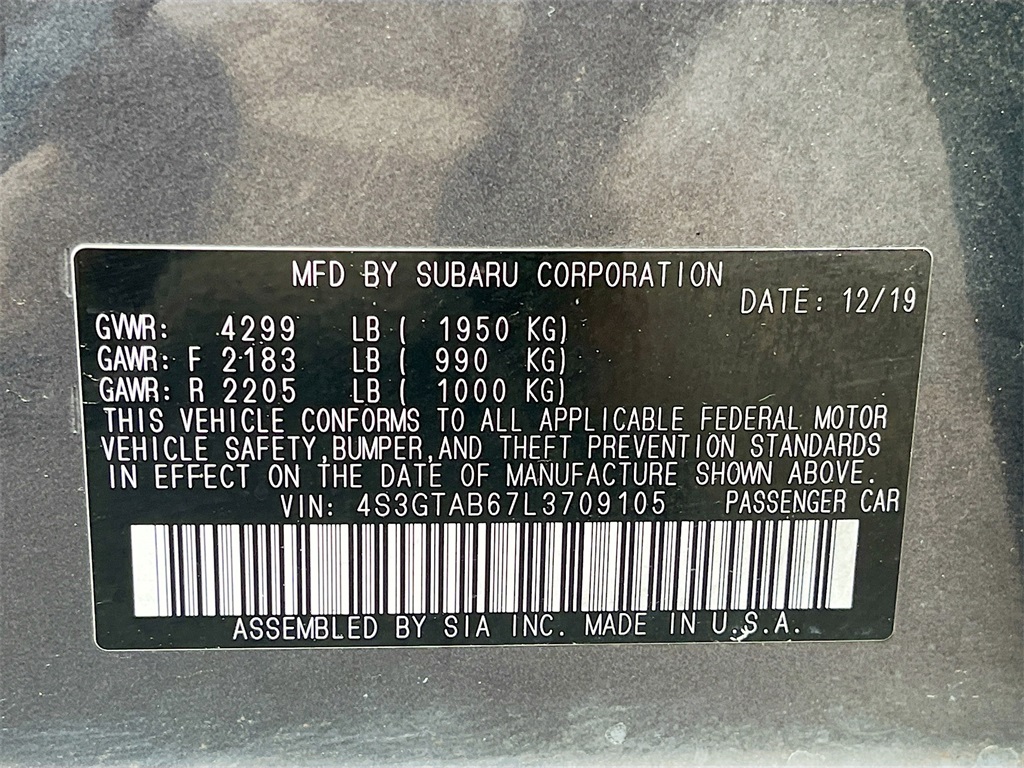 MFD BY SUBARU CORPORATION
DATE: 12/19
GVWR: 4299 LB ( 1950 KG)
GAWR: F 2183 LB ( 990 KG)
GAWR: R 2205 LB ( 1000 KG)
THIS VEHICLE CONFORMS TO ALL APPLICABLE FEDERAL MOTOR
VEHICLE SAFETY,BUMPER,AND THEFT PREVENTION STANDARDS
IN EFFECT ON THE DATE OF MANUFACTURE SHOWN ABOVE.
VIN: 4S3GTAB67L3709105 PASSENGER CAR
ASSEMBLED BY SIA INC. MADE IN U.S.A.